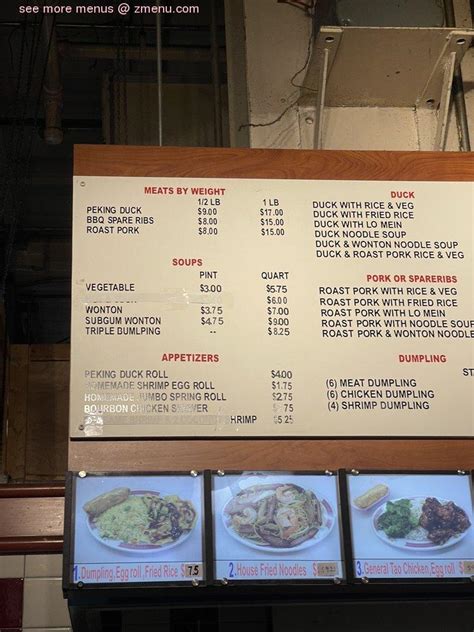 see more menus @ zmenu.com
MEATS BY WEIGHT
1/2 LB 1 LB
PEKING DUCK $9.00 $17.00
BBQ SPARE RIBS $8.00 $15.00
ROAST PORK $8.00 $15.00
SOUPS
PINT QUART
VEGETABLE $3.00 $5.75
$6.00
WONTON $3.75 $7.00
SUBGUM WONTON $4.75 $9.00
TRIPLE BUMLPING -- $8.25
APPETIZERS
PEKING DUCK ROLL $4.00
HOMEMADE SHRIMP EGG ROLL $1.75
HOMEMADE JUMBO SPRING ROLL $2.75
BOURBON CHICKEN
SHRIMP $5.25
DUCK
DUCK WITH RICE & VEG
DUCK WITH FRIED RICE
DUCK WITH LO MEIN
DUCK NOODLE SOUP
DUCK & WONTON NOODLE SOUP
DUCK & ROAST PORK RICE & VEG
PORK OR SPARERIBS
ROAST PORK WITH RICE & VEG
ROAST PORK WITH FRIED RICE
ROAST PORK WITH LO MEIN
ROAST PORK WITH NOODLE SOUP
ROAST PORK & WONTON NOODLE
DUMPLING
(6) MEAT DUMPLING
(6) CHICKEN DUMPLING
(4) SHRIMP DUMPLING
1.Dumpling,Egg roll,Fried Rice $7.5
2.House Fried Noodles $
3.General Tao Chicken,Egg roll $